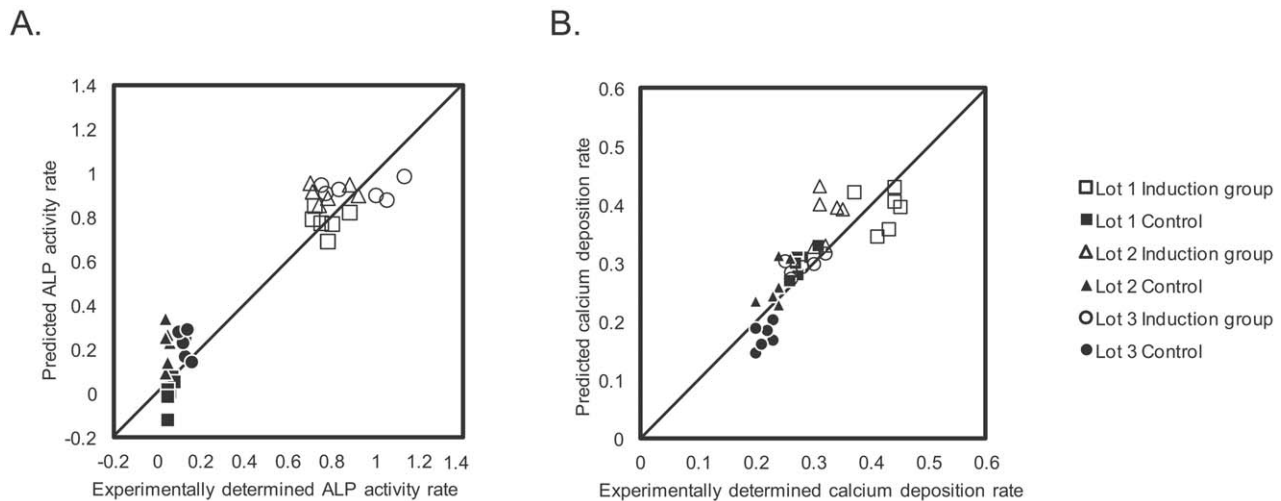 A.
1.4
1.2
1
0.8
0.6
0.4
0.2
0
-0.2
Predicted ALP activity rate
-0.2 0 0.2 0.4 0.6 0.8 1 1.2 1.4
Experimentally determined ALP activity rate
B.
0.6
0.5
0.4
0.3
0.2
0.1
0
Predicted calcium deposition rate
0 0.1 0.2 0.3 0.4 0.5 0.6
Experimentally determined calcium deposition rate
Lot 1 Induction group
Lot 1 Control
Lot 2 Induction group
Lot 2 Control
Lot 3 Induction group
Lot 3 Control